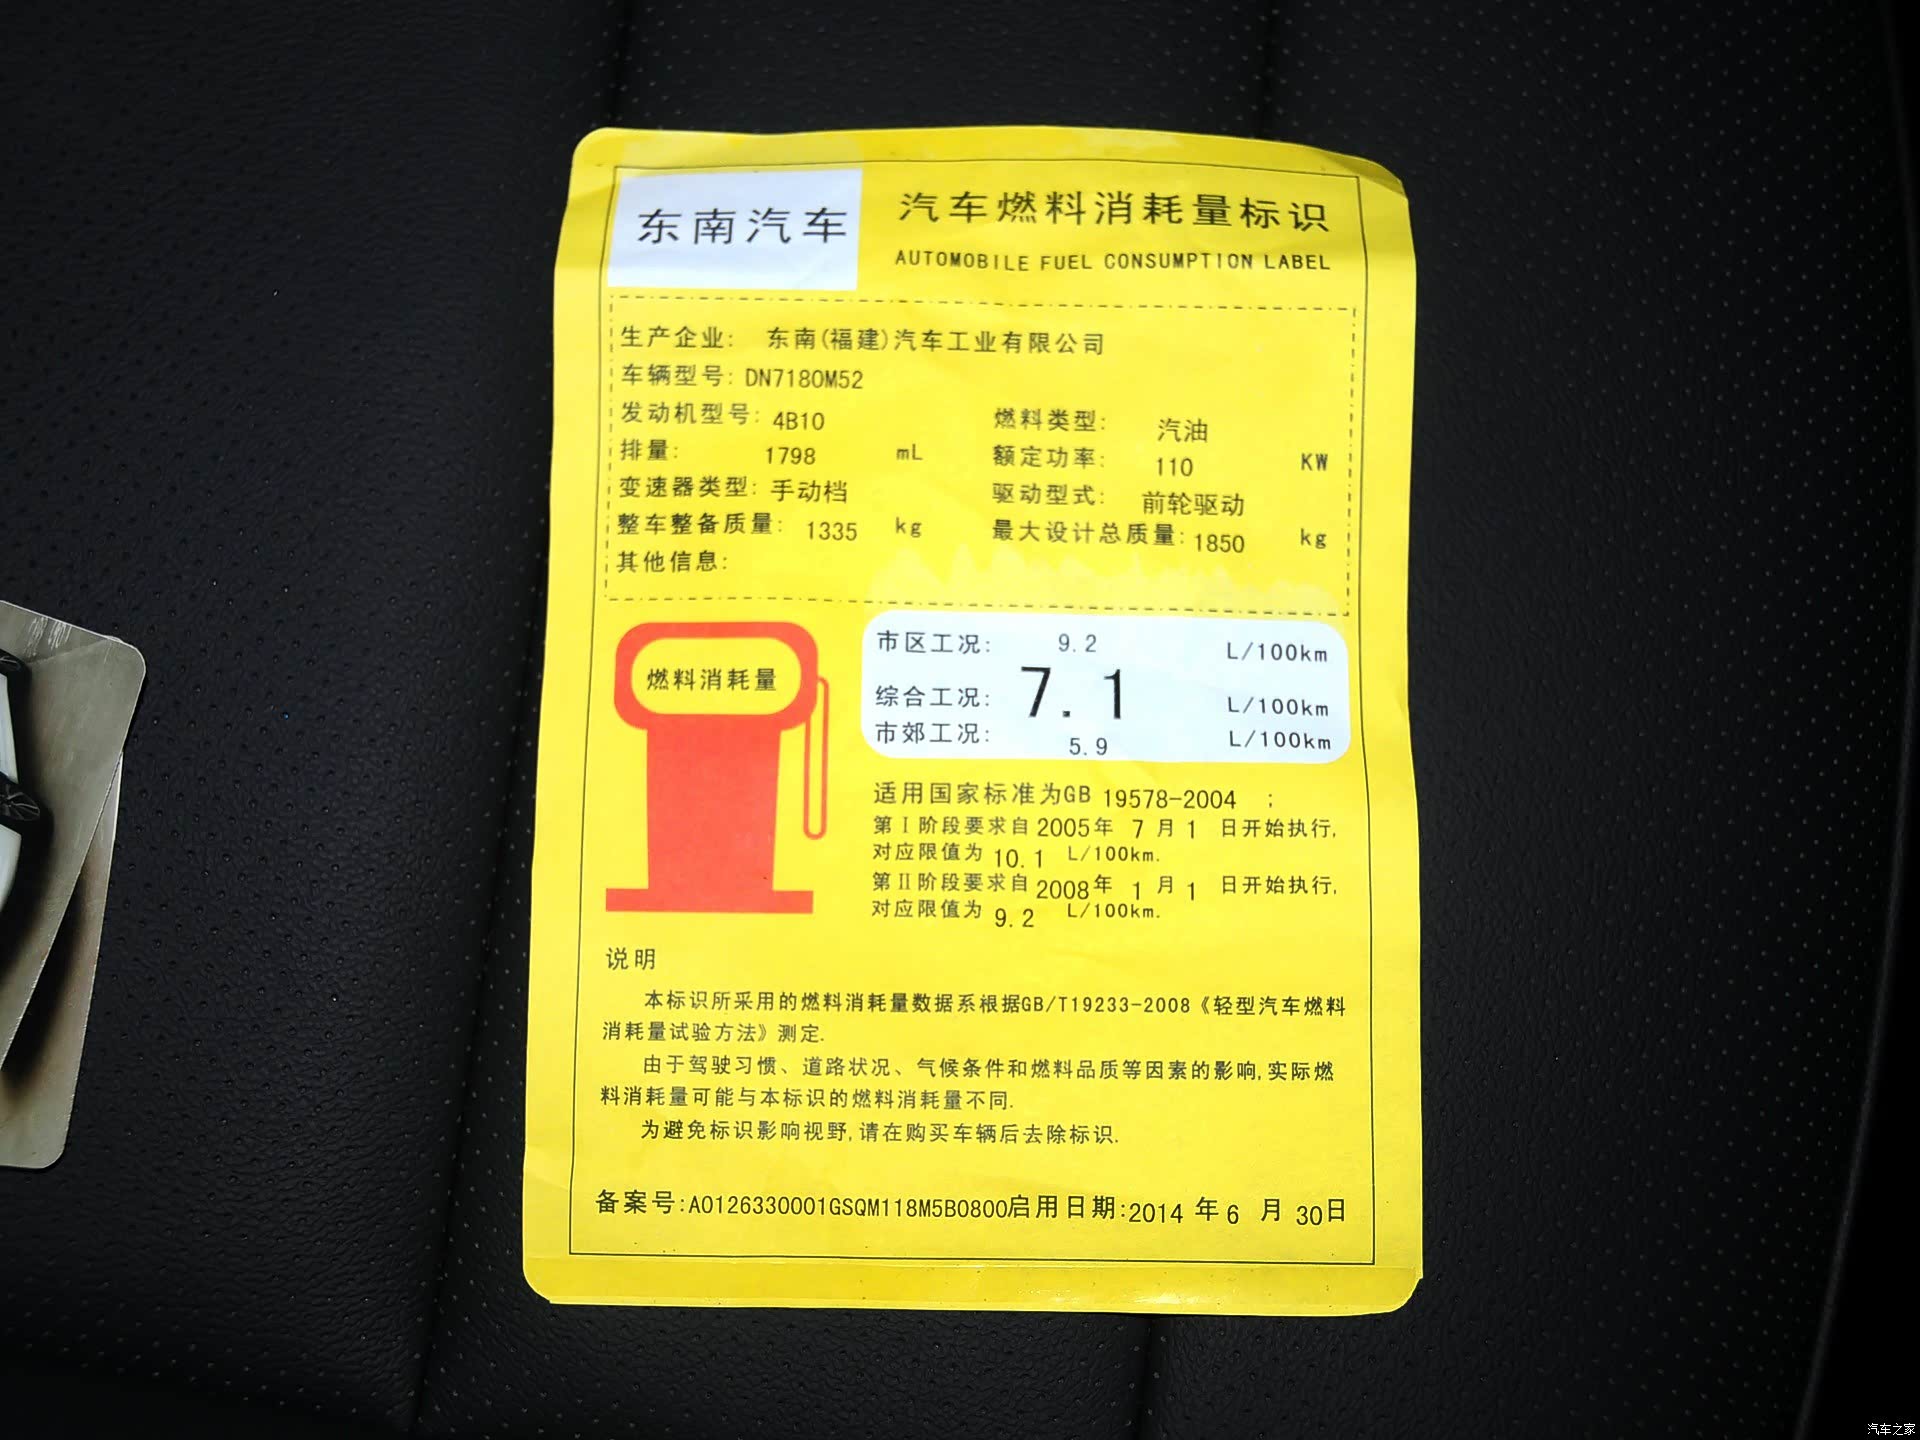 东南汽车
汽车燃料消耗量标识
AUTOMOBILE FUEL CONSUMPTION LABEL
生产企业: 东南(福建)汽车工业有限公司
车辆型号: DN7180M52
发动机型号: 4B10 燃料类型: 汽油
排量: 1798 mL 额定功率: 110 KW
变速器类型: 手动档 驱动型式: 前轮驱动
整车整备质量: 1335 kg 最大设计总质量: 1850 kg
其他信息:
燃料消耗量
市区工况: 9.2 L/100km
综合工况: 7.1 L/100km
市郊工况: 5.9 L/100km
适用国家标准为GB 19578-2004 ;
第Ⅰ阶段要求自 2005年 7 月 1 日开始执行,
对应限值为 10.1 L/100km.
第Ⅱ阶段要求自 2008年 1 月 1 日开始执行,
对应限值为 9.2 L/100km.
说明
本标识所采用的燃料消耗量数据系根据GB/T19233-2008《轻型汽车燃料
消耗量试验方法》测定.
由于驾驶习惯、道路状况、气候条件和燃料品质等因素的影响,实际燃
料消耗量可能与本标识的燃料消耗量不同.
为避免标识影响视野,请在购买车辆后去除标识.
备案号:A0126330001GSQM118M5B0800启用日期:2014 年 6 月 30日
汽车之家